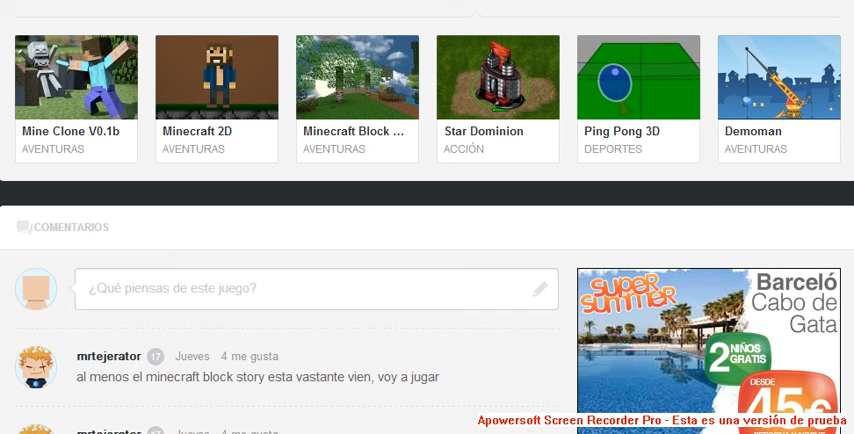 Mine Clone V0.1b
AVENTURAS
Minecraft 2D
AVENTURAS
Minecraft Block ...
AVENTURAS
Star Dominion
ACCIÓN
Ping Pong 3D
DEPORTES
Demoman
AVENTURAS
COMENTARIOS
¿Qué piensas de este juego?
mrtejerator 17 Jueves 4 me gusta
al menos el minecraft block story esta vastante vien, voy a jugar
mrtejerator 17 Jueves 4 me gusta
SUPER
SUMMER
Barceló
Cabo de
Gata
2 NIÑOS
GRATIS
DESDE
45€
Apowersoft Screen Recorder Pro - Esta es una versión de prueba